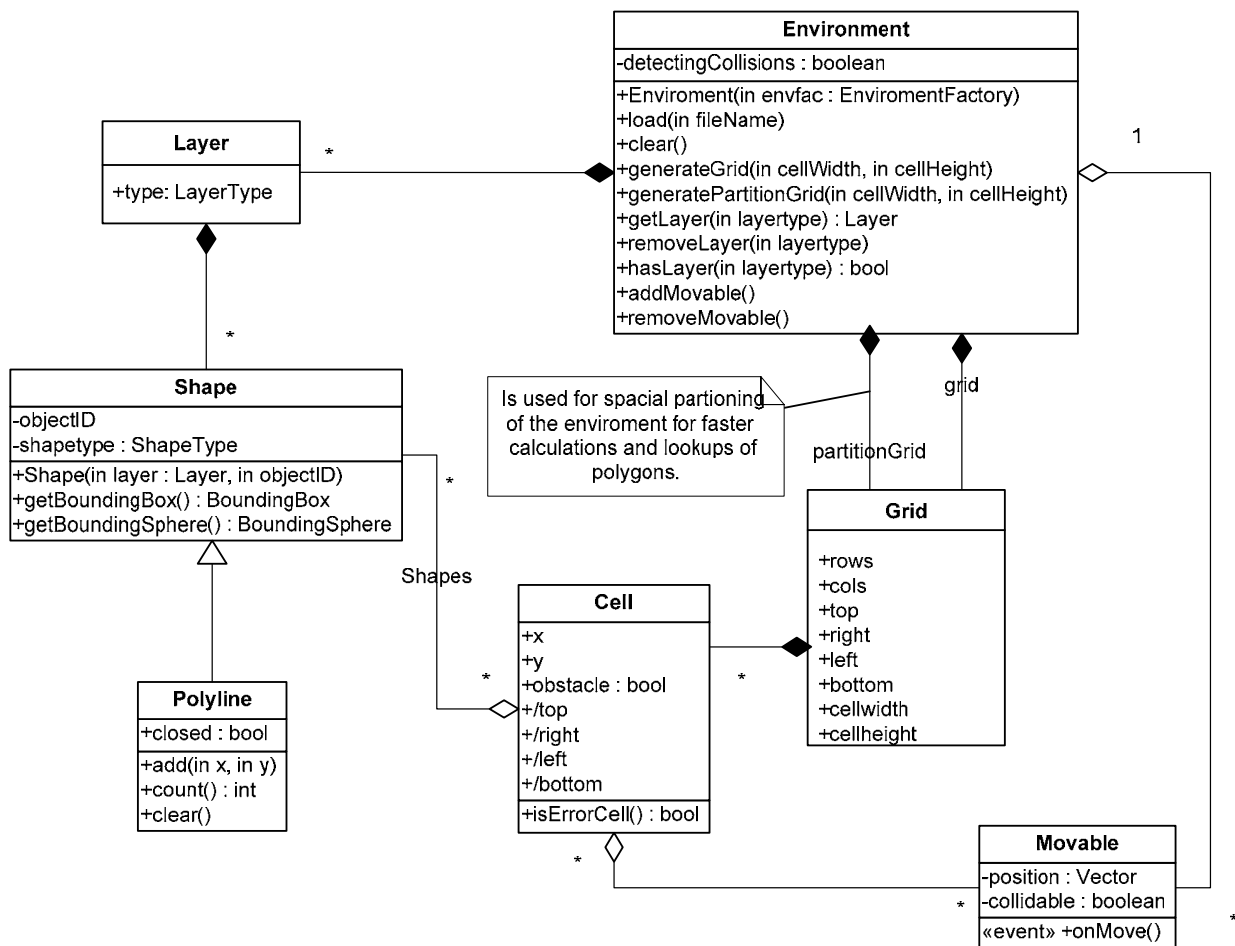 Environment
-detectingCollisions : boolean
+Enviroment(in envfac : EnviromentFactory)
+load(in fileName)
+clear()
+generateGrid(in cellWidth, in cellHeight)
+generatePartitionGrid(in cellWidth, in cellHeight)
+getLayer(in layertype) : Layer
+removeLayer(in layertype)
+hasLayer(in layertype) : bool
+addMovable()
+removeMovable()
1
Layer
+type: LayerType
*
*
Shape
-objectID
-shapetype : ShapeType
+Shape(in layer : Layer, in objectID)
+getBoundingBox() : BoundingBox
+getBoundingSphere() : BoundingSphere
*
Shapes
Is used for spacial partioning
of the enviroment for faster
calculations and lookups of
polygons.
partitionGrid
grid
Grid
+rows
+cols
+top
+right
+left
+bottom
+cellwidth
+cellheight
Cell
+x
+y
+obstacle : bool
+/top
+/right
+/left
+/bottom
+isErrorCell() : bool
*
*
*
Polyline
+closed : bool
+add(in x, in y)
+count() : int
+clear()
Movable
-position : Vector
-collidable : boolean
«event» +onMove()
*
*